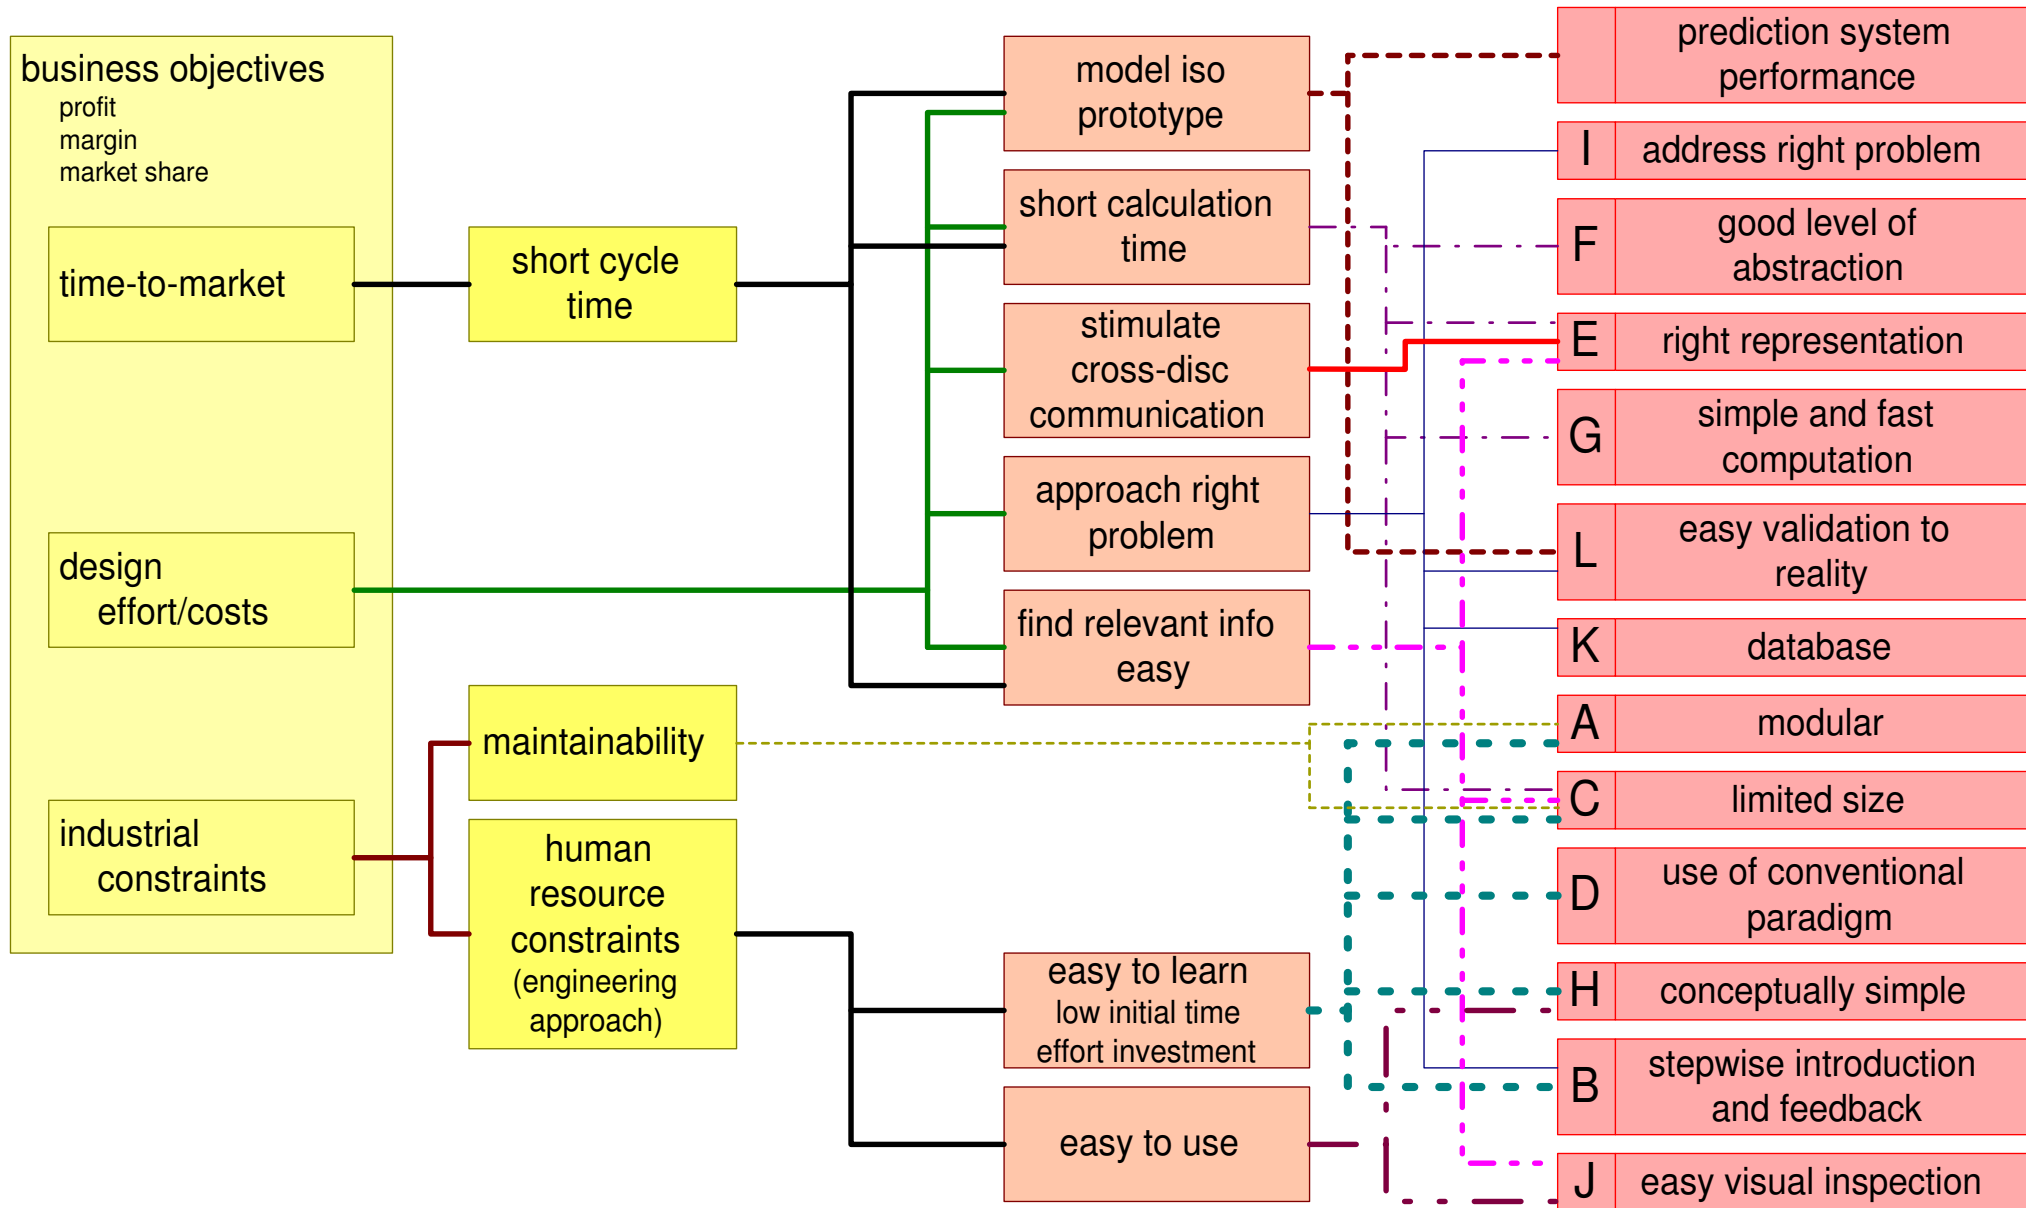 business objectives
profit
margin
market share
time-to-market
design
effort/costs
industrial
constraints
short cycle
time
maintainability
human
resource
constraints
(engineering
approach)
model iso
prototype
short calculation
time
stimulate
cross-disc
communication
approach right
problem
find relevant info
easy
easy to learn
low initial time
effort investment
easy to use
prediction system
performance
I address right problem
F good level of
abstraction
E right representation
G simple and fast
computation
L easy validation to
reality
K database
A modular
C limited size
D use of conventional
paradigm
H conceptually simple
B stepwise introduction
and feedback
J easy visual inspection